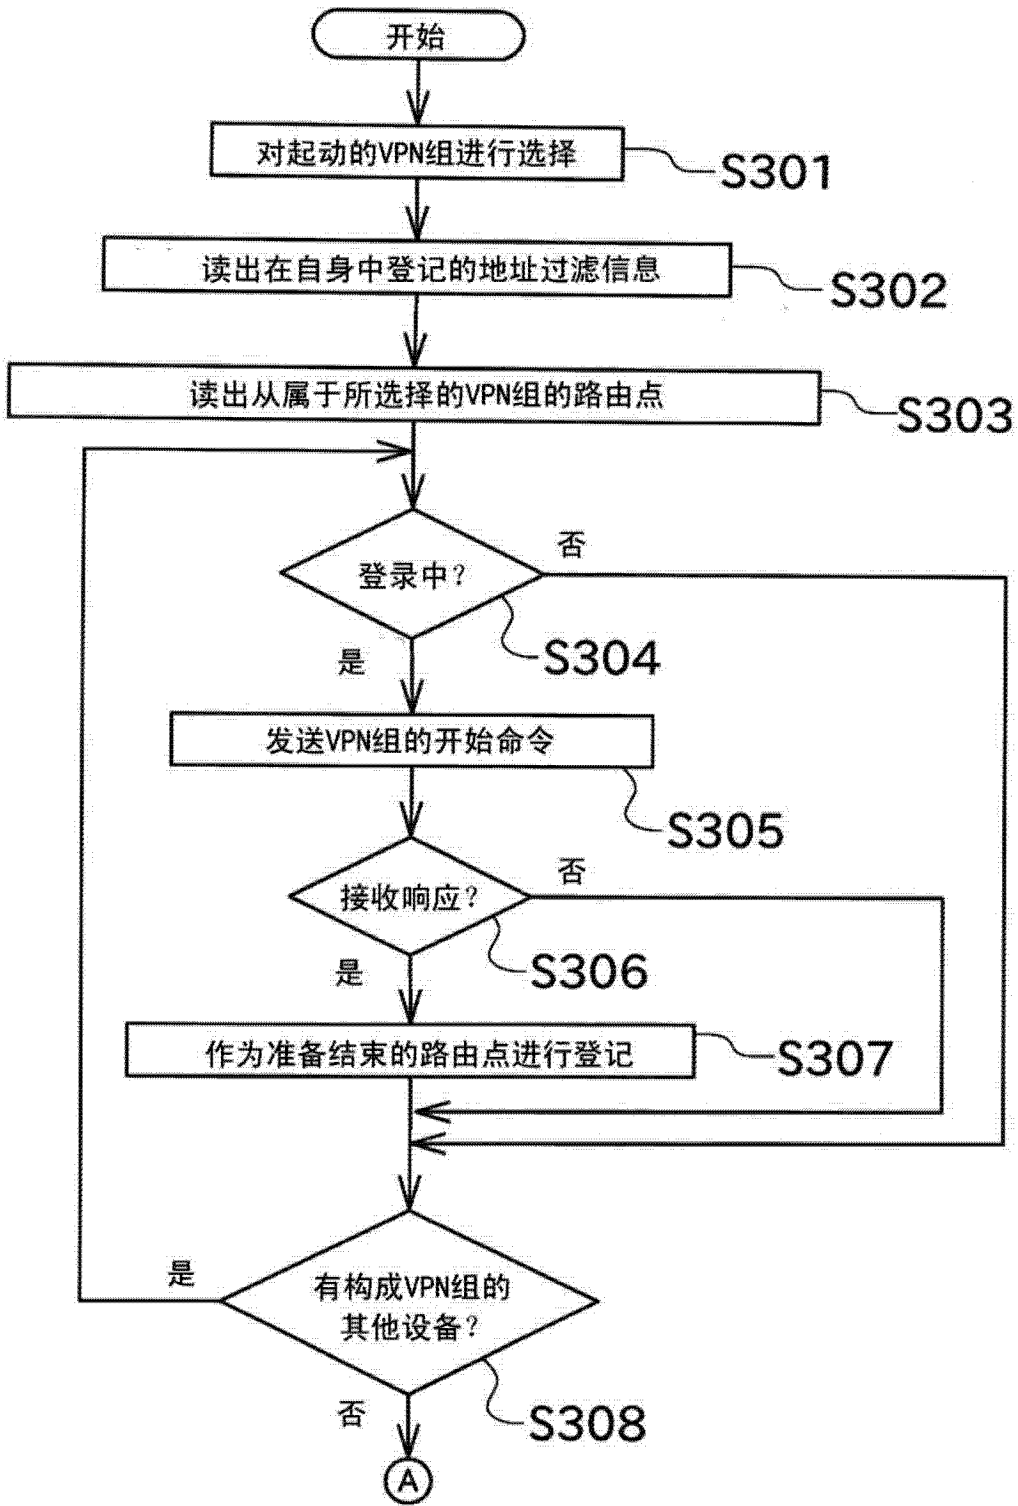 开始
对起动的VPN组进行选择
S301
读出在自身中登记的地址过滤信息
S302
读出从属于所选择的VPN组的路由点
S303
登录中?
否
S304
是
发送VPN组的开始命令
S305
接收响应?
否
S306
是
作为准备结束的路由点进行登记
S307
是
有构成VPN组的
其他设备?
S308
否
A